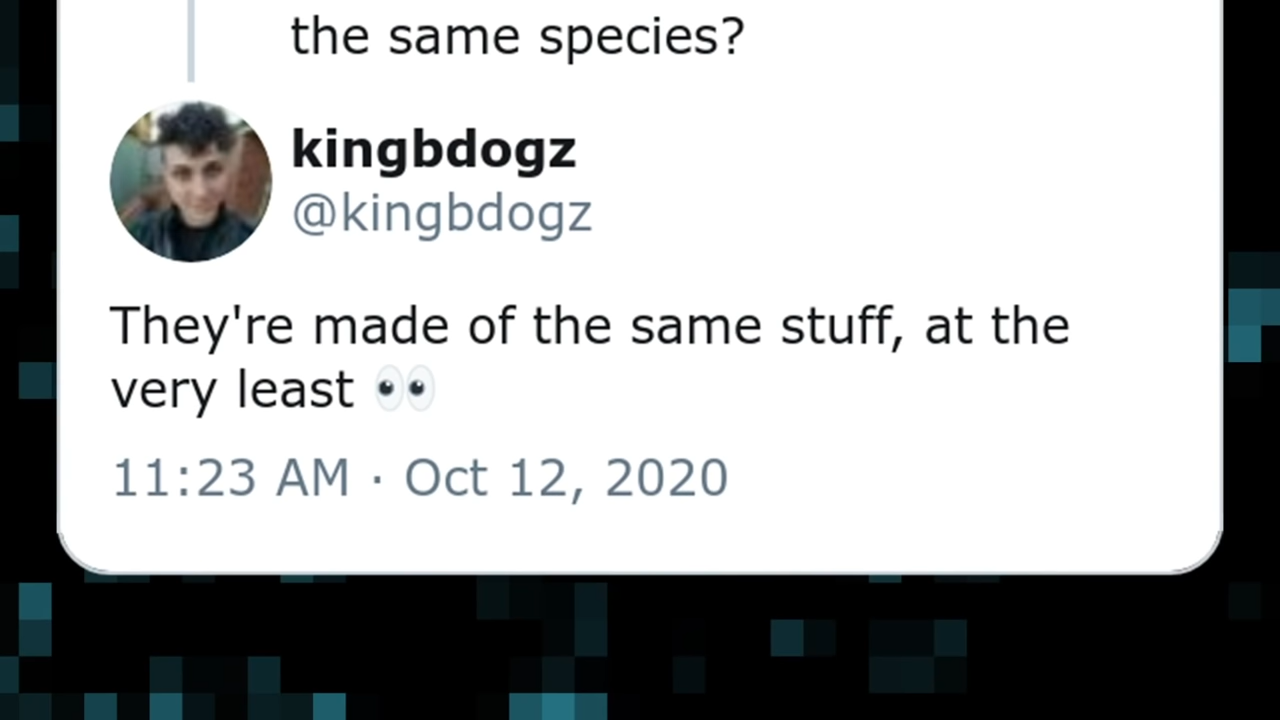 the same species?
kingbdogz
@kingbdogz
They're made of the same stuff, at the
very least 👀
11:23 AM · Oct 12, 2020